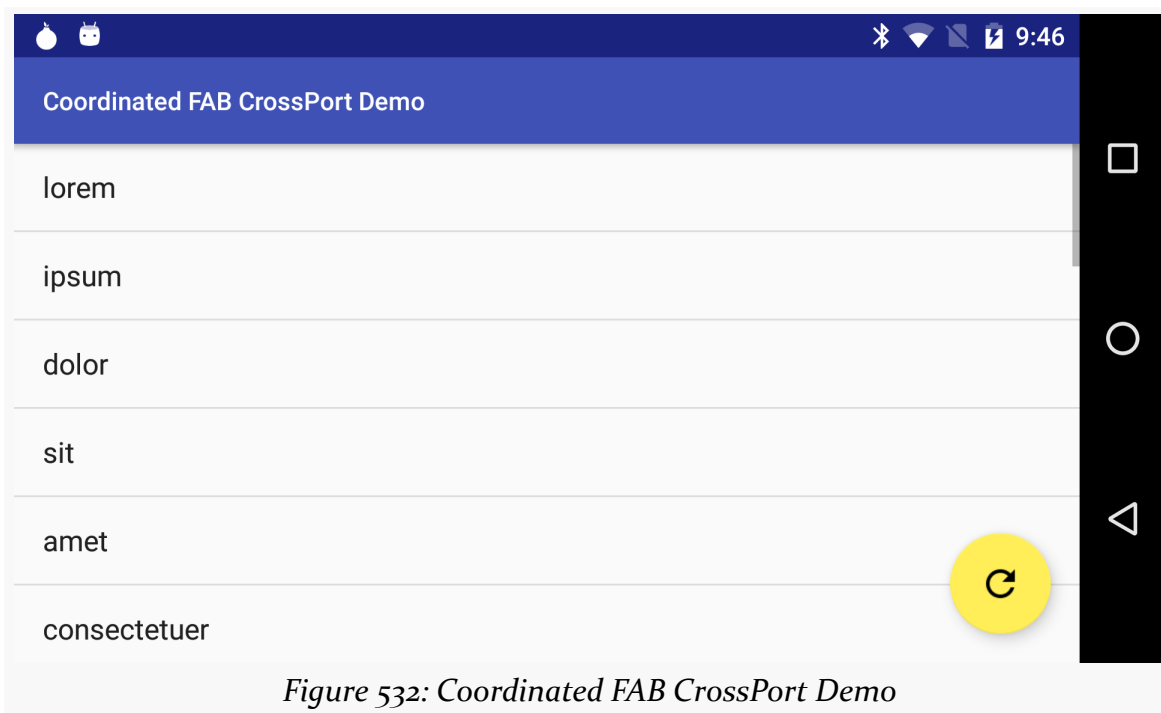 9:46
Coordinated FAB CrossPort Demo
lorem
ipsum
dolor
sit
amet
consectetuer
Figure 532: Coordinated FAB CrossPort Demo